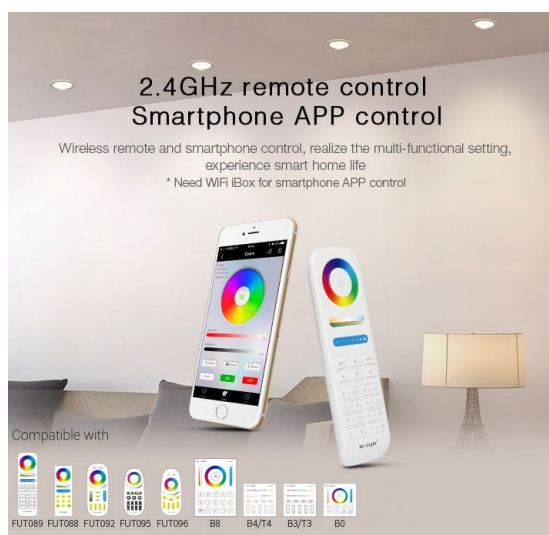 2.4GHz remote control
Smartphone APP control
Wireless remote and smartphone control, realize the multi-functional setting,
experience smart home life
* Need WiFi iBox for smartphone APP control
Mi·Light
Compatible with
FUT089 FUT088 FUT092 FUT095 FUT096 B8 B4/T4 B3/T3 B0